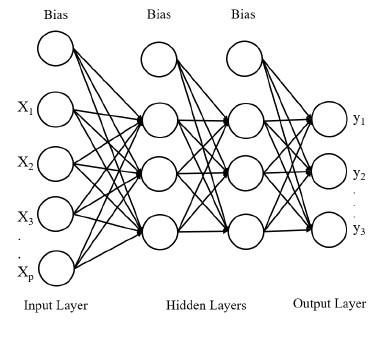 Bias Bias Bias
X1 y1
X2 y2
X3 y3
Xp
Input Layer Hidden Layers Output Layer